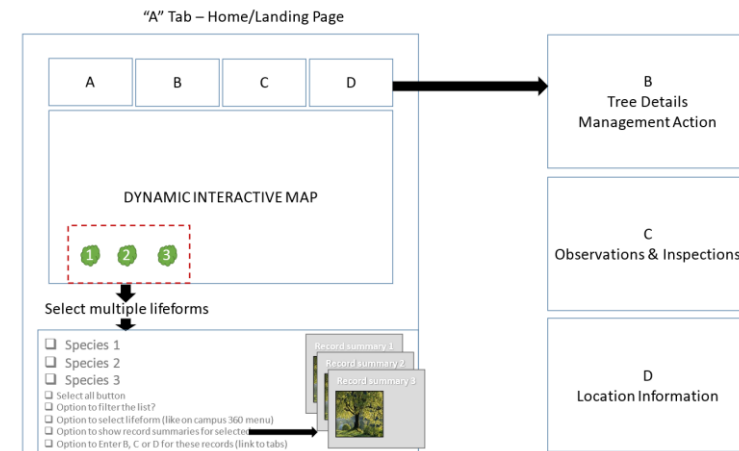 "A" Tab – Home/Landing Page
A
B
C
D
DYNAMIC INTERACTIVE MAP
1
2
3
Select multiple lifeforms
Species 1
Species 2
Species 3
Select all button
Option to filter the list?
Option to select lifeform (like on campus 360 menu)
Option to show record summaries for selected
Option to Enter B, C or D for these records (link to tabs)
Record summary 1
Record summary 2
Record summary 3
B
Tree Details
Management Action
C
Observations & Inspections
D
Location Information